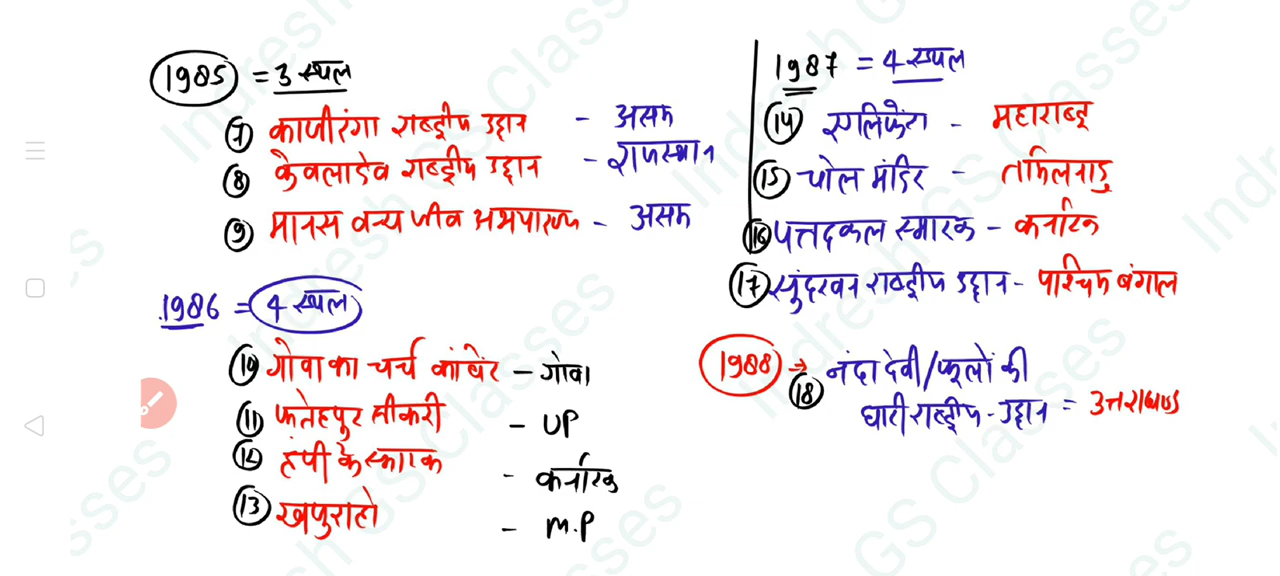 1985 = 3 स्थल
7 काजीरंगा राष्ट्रीय उद्यान - असम
8 केवलादेव राष्ट्रीय उद्यान - राजस्थान
9 मानस वन्य जीव अभयारण्य - असम
1986 = 4 स्थल
10 गोवा का चर्च कांवेंट - गोवा
11 फतेहपुर सीकरी - UP
12 हंपी के स्मारक - कर्नाटक
13 खजुराहो - M.P
1987 = 4 स्थल
14 एलिफेंटा - महाराष्ट्र
15 चोल मंदिर - तमिलनाडु
16 पत्तदकल स्मारक - कर्नाटक
17 सुंदरवन राष्ट्रीय उद्यान - पश्चिम बंगाल
1988 → 18 नंदा देवी/फूलों की
घाटी राष्ट्रीय - उद्यान = उत्तराखण्ड
Indresh GS Classes